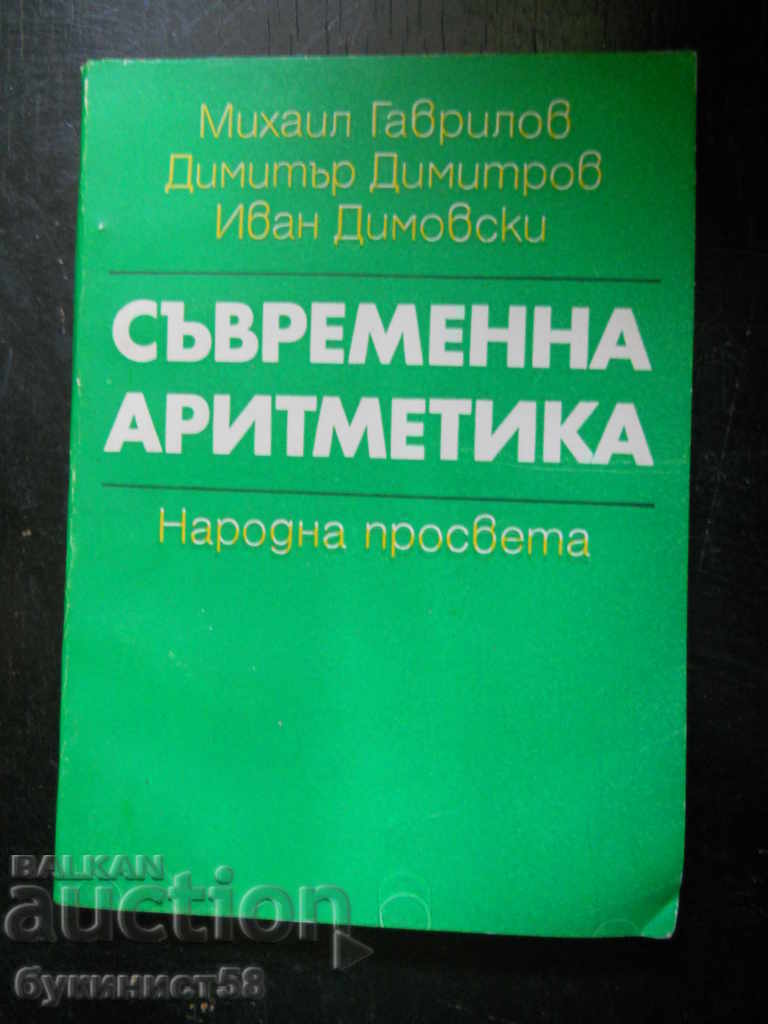 Михаил Гаврилов
Димитър Димитров
Иван Димовски
СЪВРЕМЕННА
АРИТМЕТИКА
Народна просвета
BALKAN
auction
букинист58